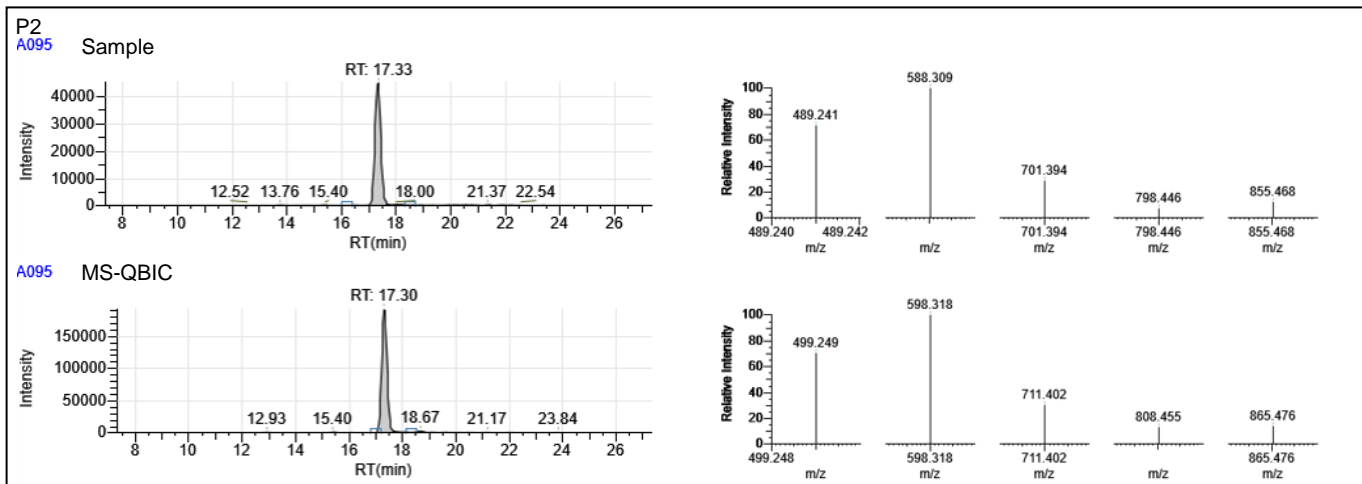 P2
A095 Sample
RT: 17.33
40000
30000
20000
10000
0
Intensity
12.52 13.76 15.40 18.00 21.37 22.54
8 10 12 14 16 18 20 22 24 26
RT(min)
588.309
489.241
701.394
798.446
855.468
100
80
60
40
20
0
Relative Intensity
489.240 489.242 701.394 798.446 855.468
m/z m/z m/z m/z m/z
A095 MS-QBIC
RT: 17.30
150000
100000
50000
0
Intensity
12.93 15.40 18.67 21.17 23.84
8 10 12 14 16 18 20 22 24 26
RT(min)
598.318
499.249
711.402
808.455
865.476
100
80
60
40
20
0
Relative Intensity
499.248 598.318 711.402 865.476
m/z m/z m/z m/z m/z